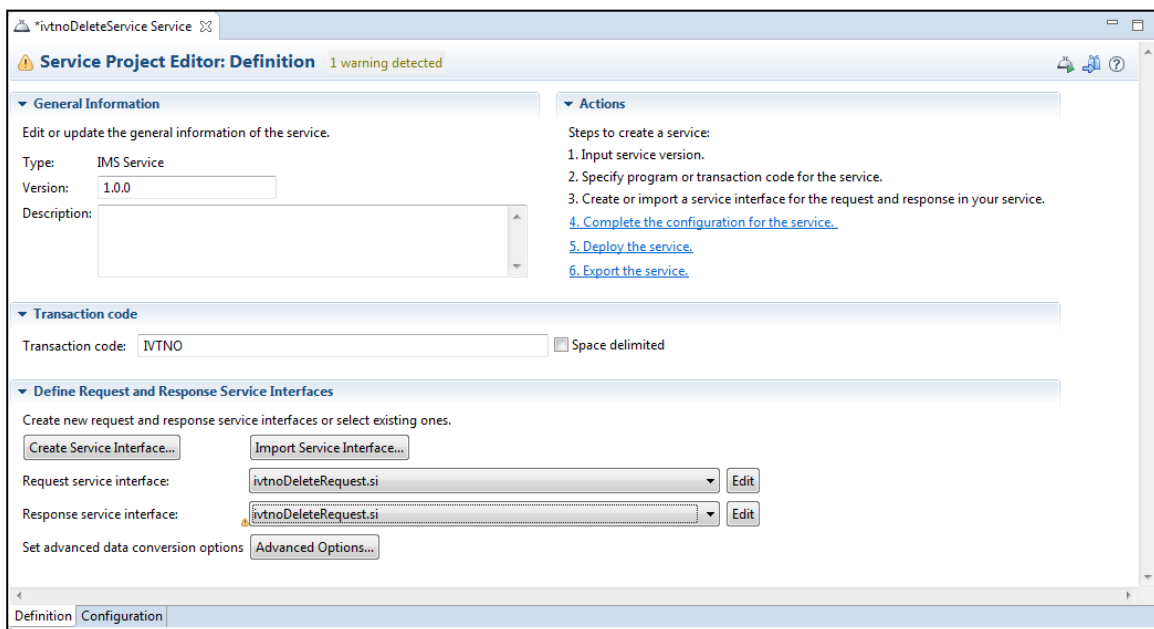 *ivtnoDeleteService Service
Service Project Editor: Definition 1 warning detected
General Information
Edit or update the general information of the service.
Type: IMS Service
Version: 1.0.0
Description:
Actions
Steps to create a service:
1. Input service version.
2. Specify program or transaction code for the service.
3. Create or import a service interface for the request and response in your service.
4. Complete the configuration for the service.
5. Deploy the service.
6. Export the service.
Transaction code
Transaction code: IVTNO Space delimited
Define Request and Response Service Interfaces
Create new request and response service interfaces or select existing ones.
Create Service Interface... Import Service Interface...
Request service interface: ivtnoDeleteRequest.si Edit
Response service interface: ivtnoDeleteRequest.si Edit
Set advanced data conversion options Advanced Options...
Definition Configuration